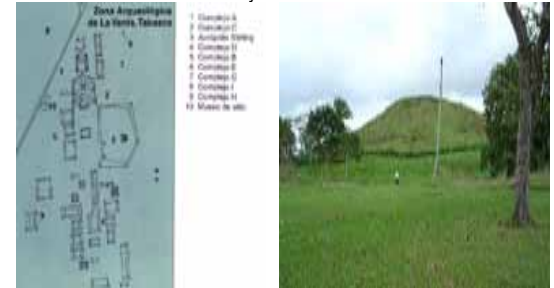 Zona Arqueológica
de La Venta, Tabasco
1 Complejo A
2 Complejo C
3 Acrópolis Stirling
4 Complejo D
5 Complejo B
6 Complejo E
7 Complejo G
8 Complejo I
9 Complejo H
10 Museo de sitio